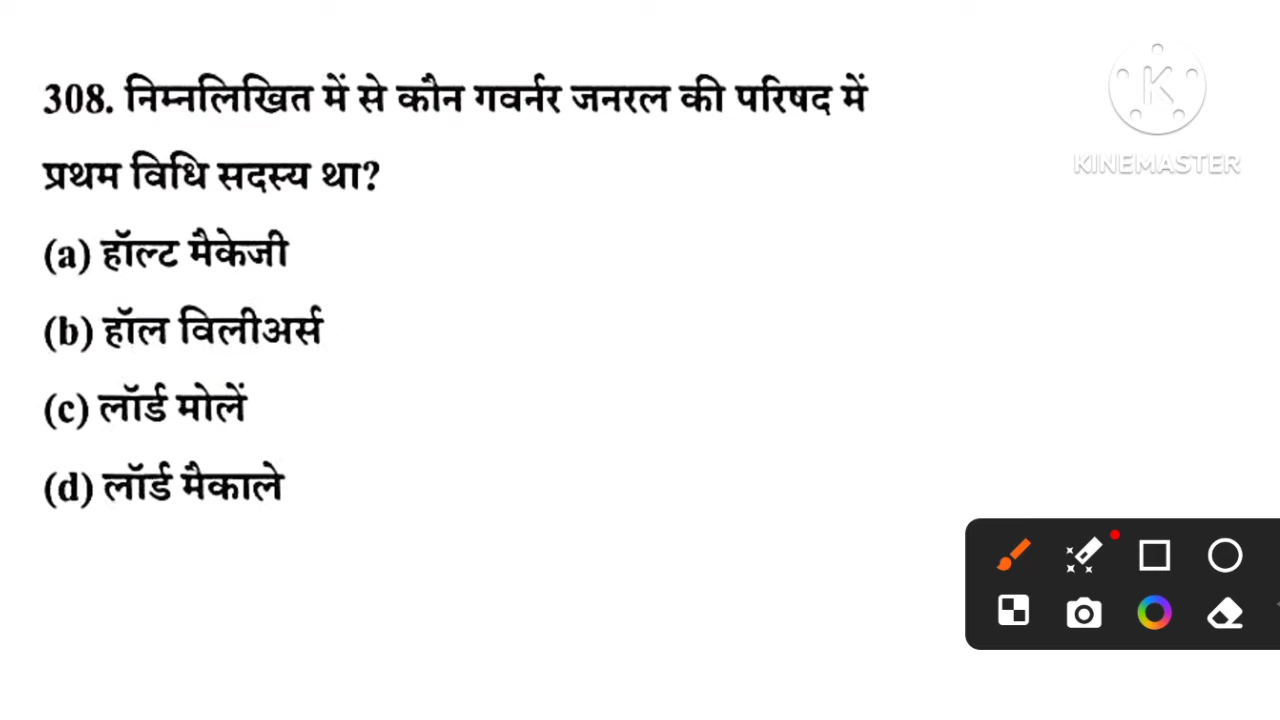 308. निम्नलिखित में से कौन गवर्नर जनरल की परिषद में
प्रथम विधि सदस्य था?
(a) हॉल्ट मैकेजी
(b) हॉल विलीअर्स
(c) लॉर्ड मोलें
(d) लॉर्ड मैकाले
K
KINEMASTER